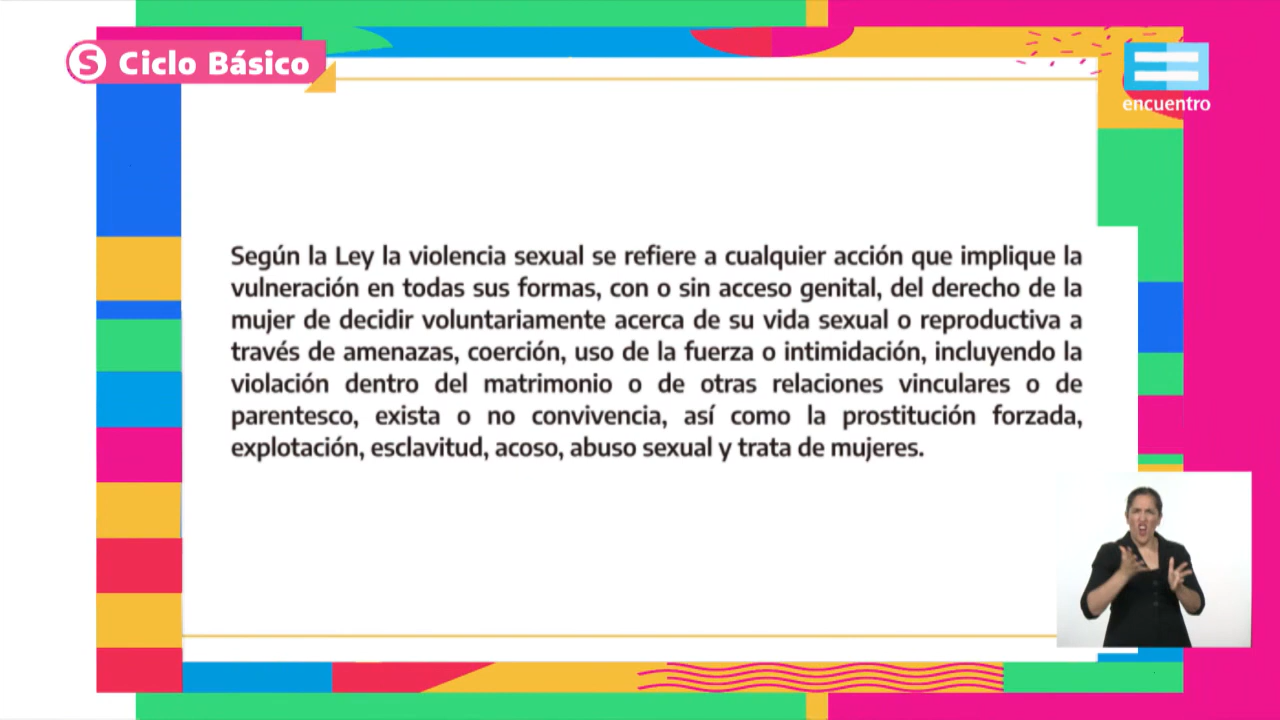 S Ciclo Básico
encuentro
Según la Ley la violencia sexual se refiere a cualquier acción que implique la
vulneración en todas sus formas, con o sin acceso genital, del derecho de la
mujer de decidir voluntariamente acerca de su vida sexual o reproductiva a
través de amenazas, coerción, uso de la fuerza o intimidación, incluyendo la
violación dentro del matrimonio o de otras relaciones vinculares o de
parentesco, exista o no convivencia, así como la prostitución forzada,
explotación, esclavitud, acoso, abuso sexual y trata de mujeres.